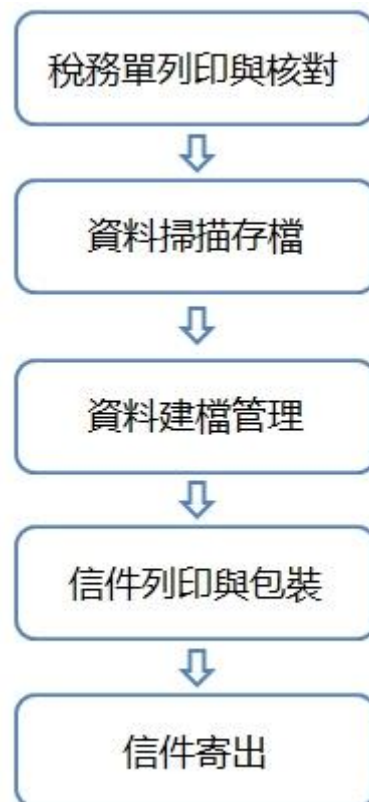 稅務單列印與核對
資料掃描存檔
資料建檔管理
信件列印與包裝
信件寄出